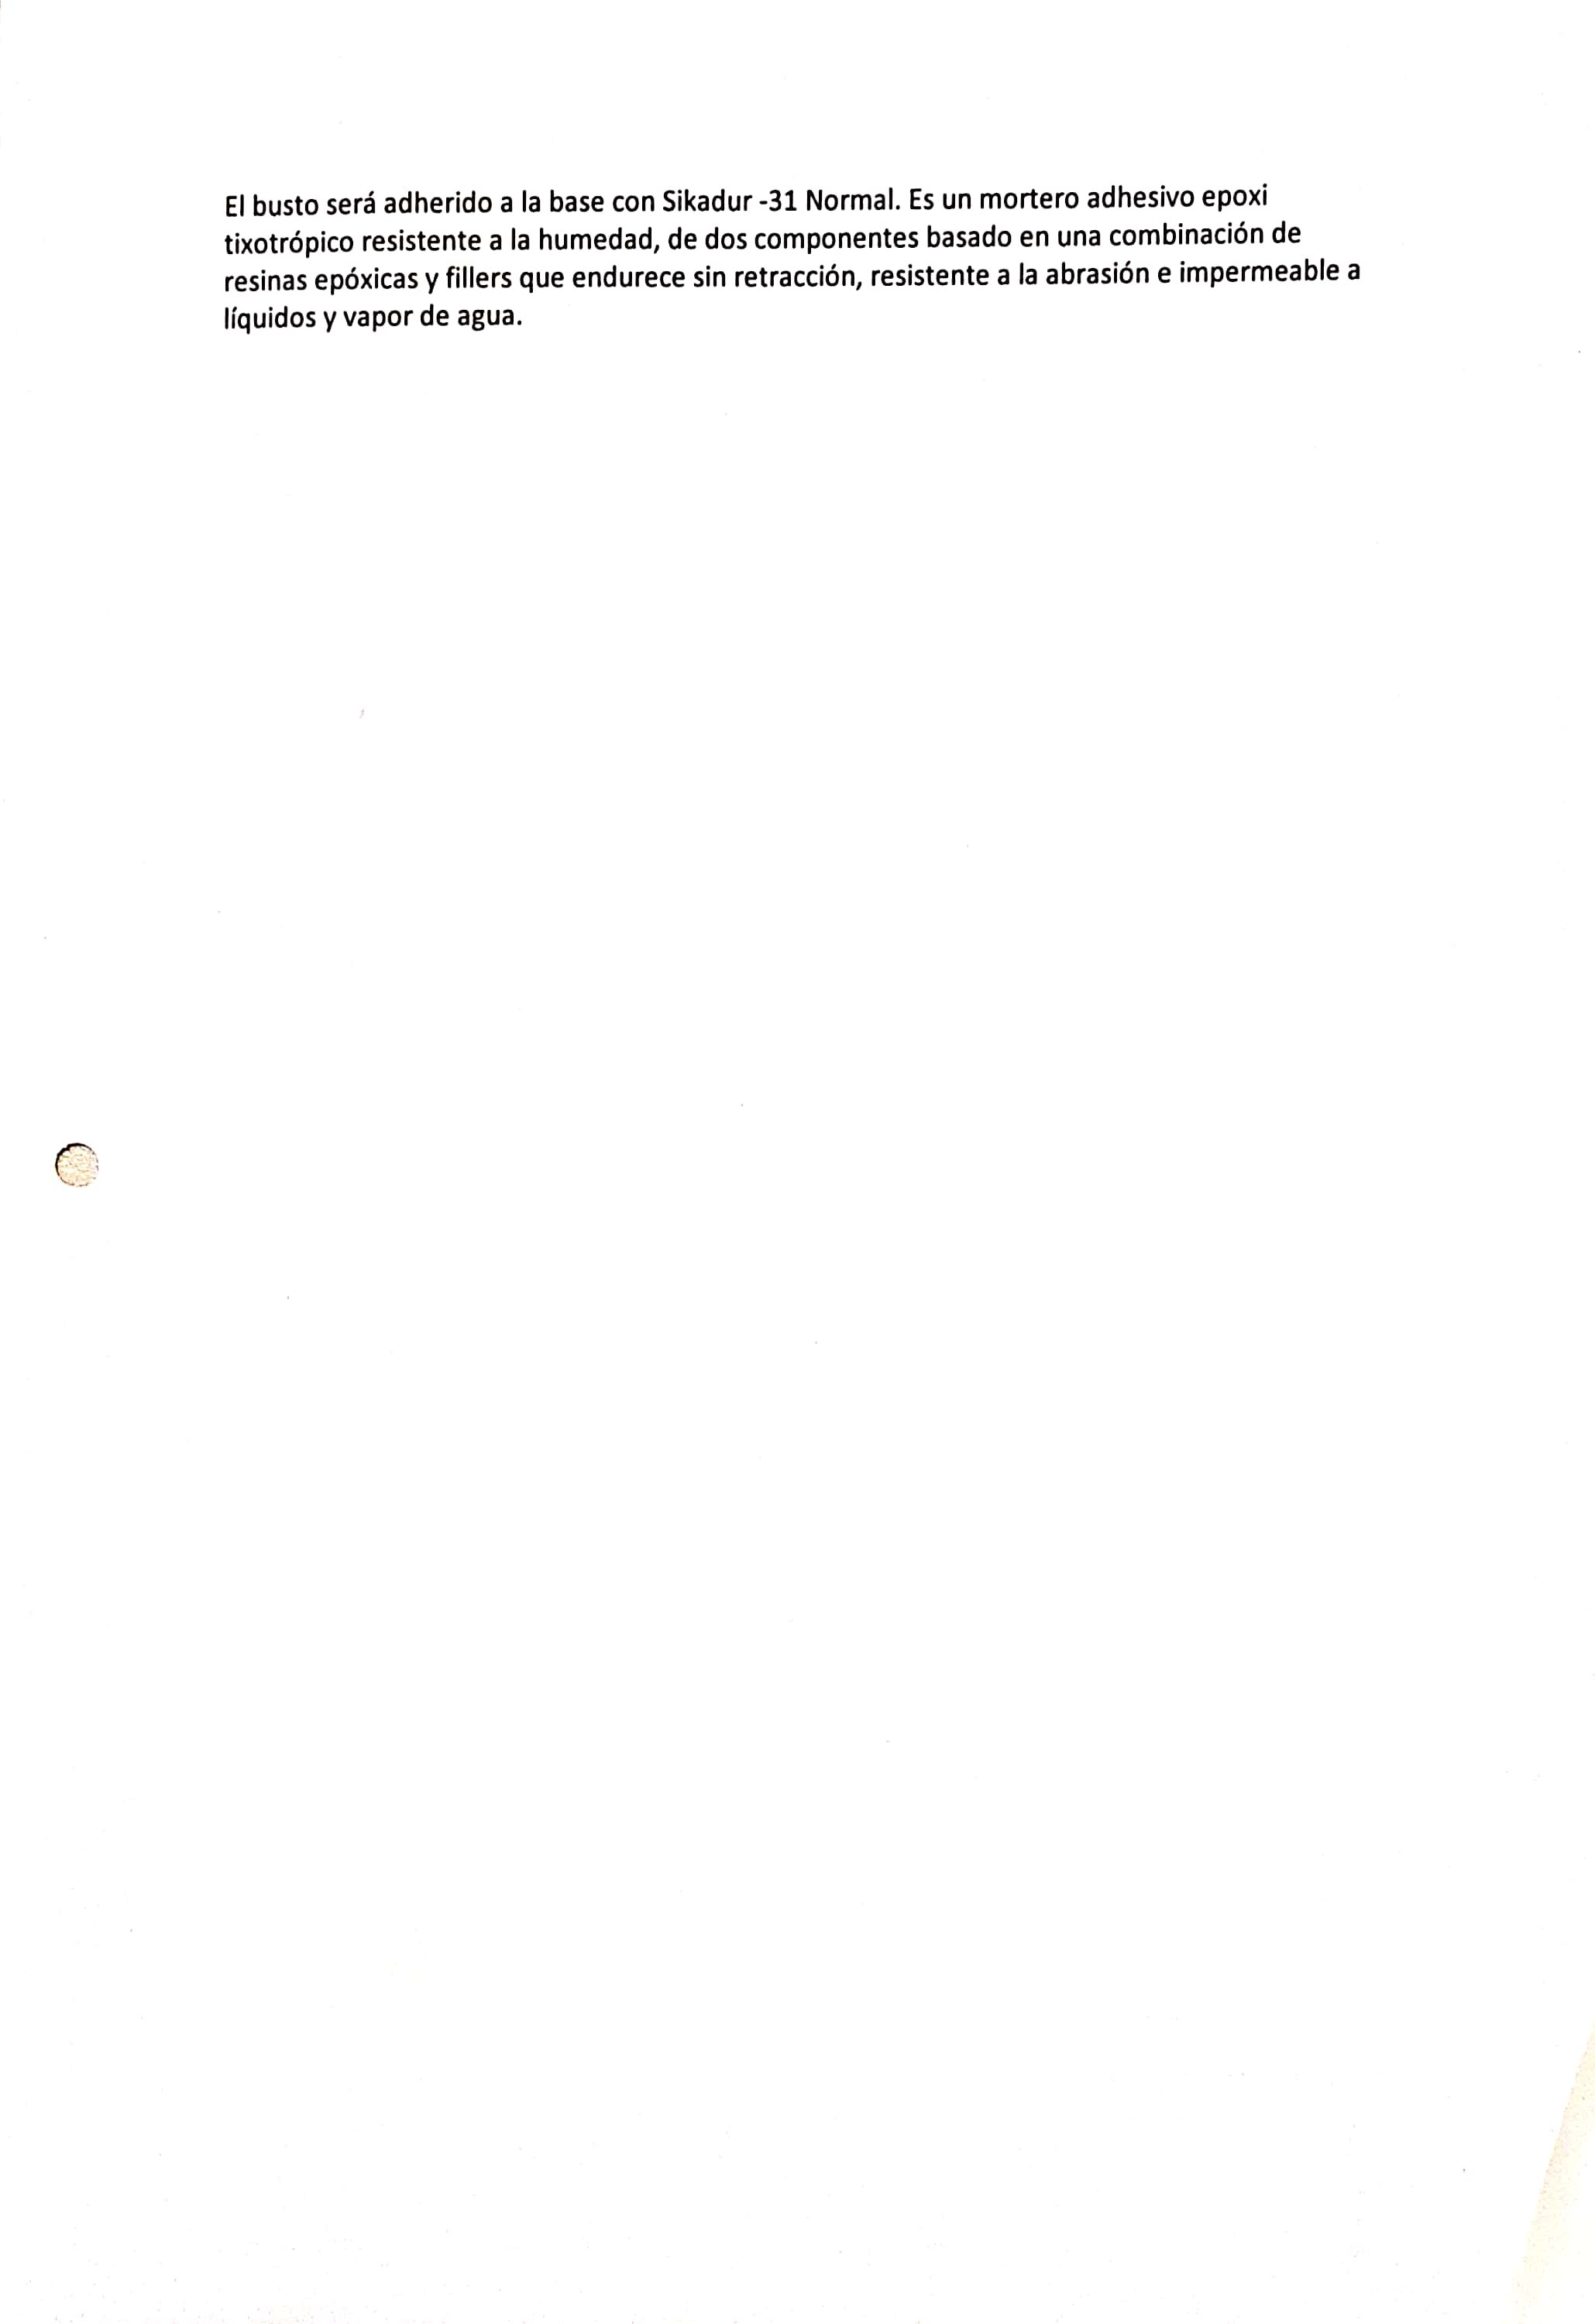 El busto será adherido a la base con Sikadur -31 Normal. Es un mortero adhesivo epoxi
tixotrópico resistente a la humedad, de dos componentes basado en una combinación de
resinas epóxicas y fillers que endurece sin retracción, resistente a la abrasión e impermeable a
líquidos y vapor de agua.